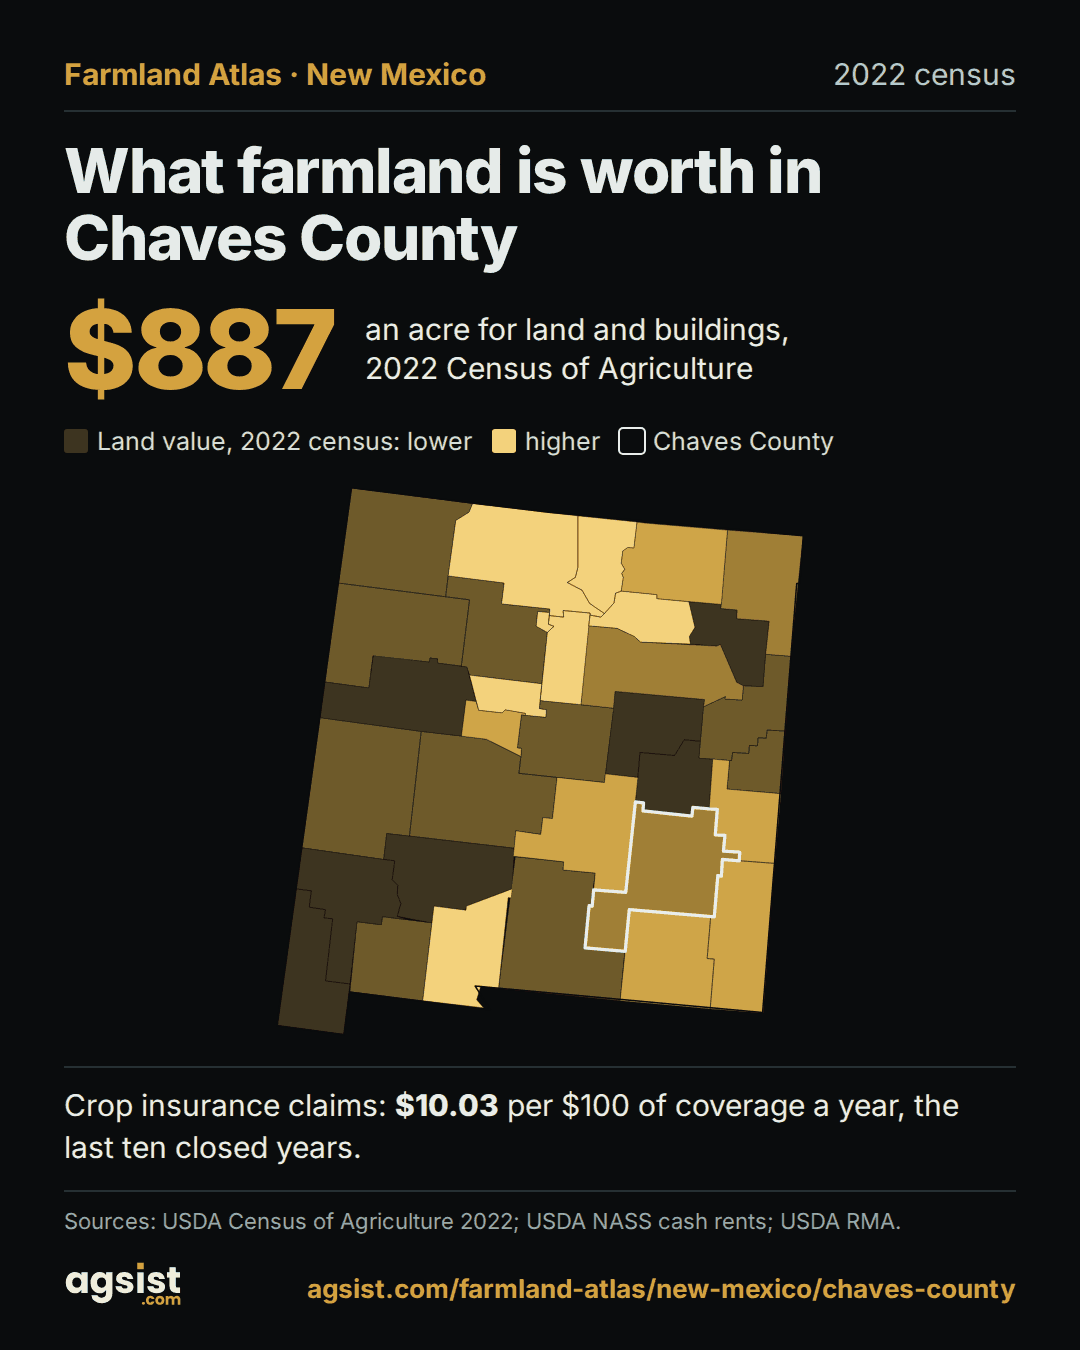 Farmland Atlas · New Mexico
2022 census
What farmland is worth in
Chaves County
$887
an acre for land and buildings,
2022 Census of Agriculture
Land value, 2022 census: lower
higher
Chaves County
Crop insurance claims: $10.03 per $100 of coverage a year, the
last ten closed years.
Sources: USDA Census of Agriculture 2022; USDA NASS cash rents; USDA RMA.
agsist
.com
agsist.com/farmland-atlas/new-mexico/chaves-county